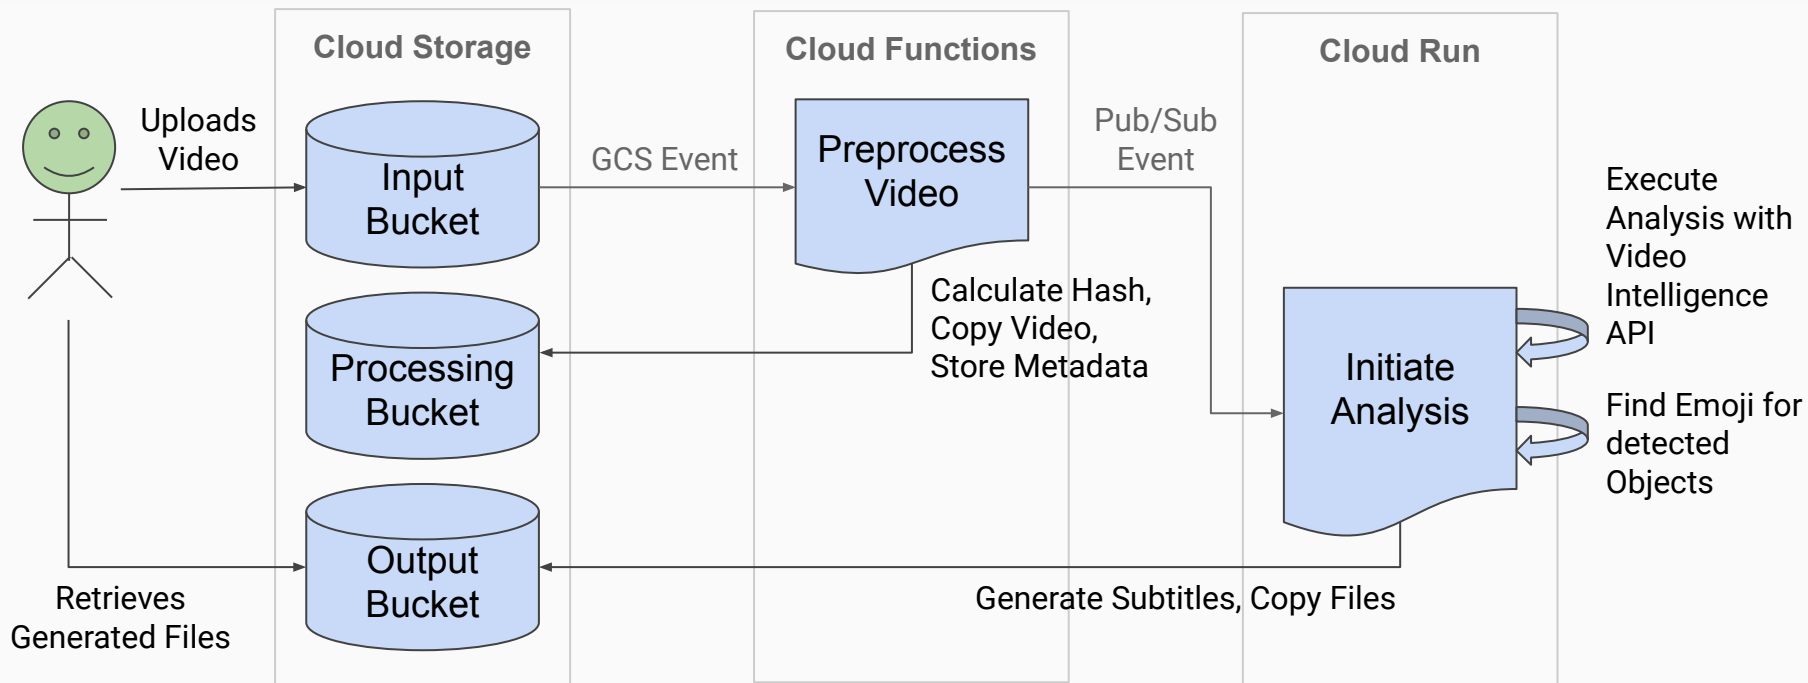 Cloud Storage
Cloud Functions
Cloud Run
Uploads
Video
Input
Bucket
GCS Event
Preprocess
Video
Pub/Sub
Event
Execute
Analysis with
Video
Intelligence
API
Calculate Hash,
Copy Video,
Store Metadata
Processing
Bucket
Initiate
Analysis
Find Emoji for
detected
Objects
Output
Bucket
Generate Subtitles, Copy Files
Retrieves
Generated Files